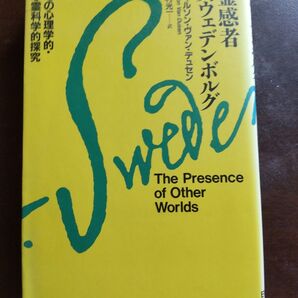 霊感者
スウェデンボルグ
ルソン・ヴァン・デュセン
の心理学的・
霊科学的探究
Swede
The Presence
of Other
Worlds